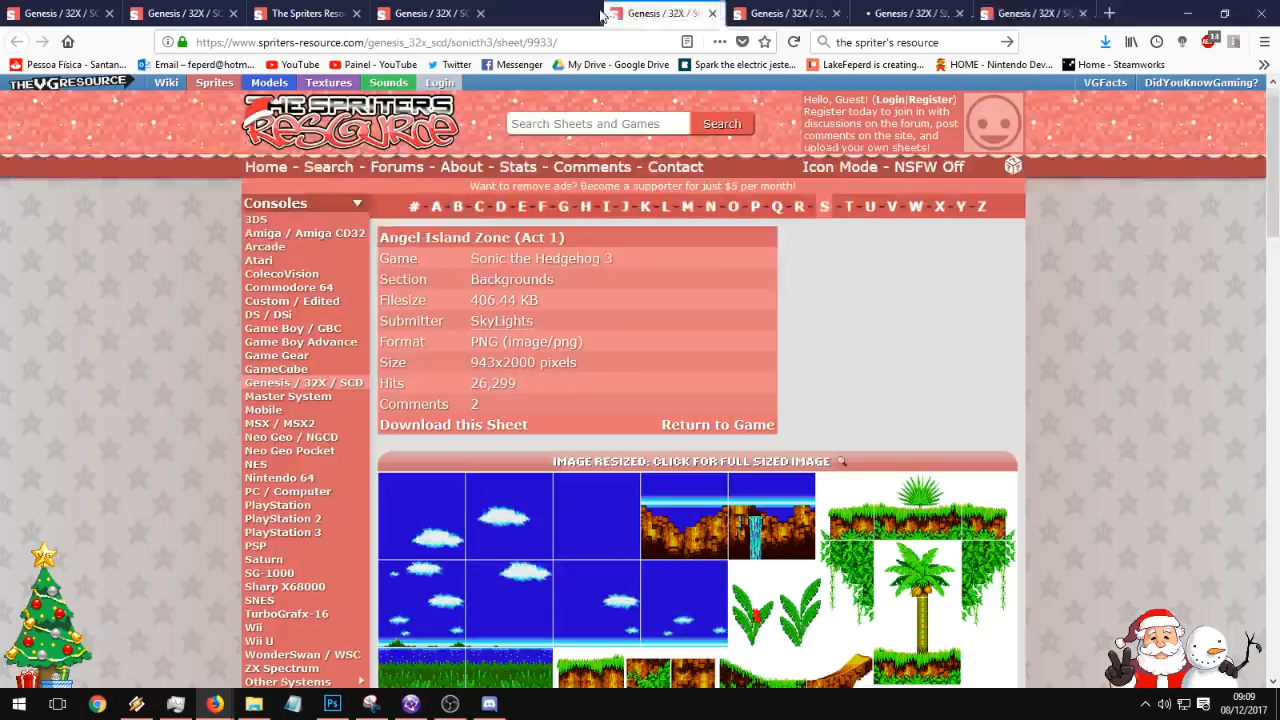 Genesis / 32X / SC
Genesis / 32X / SC
The Spriters Resou
Genesis / 32X / SC
Genesis / 32X / S
Genesis / 32X / S
Genesis / 32X / S
Genesis / 32X / S
https://www.spriters-resource.com/genesis_32x_scd/sonicth3/sheet/9933/
the spriter's resource
14
Pessoa Física - Santan...
Email – feperd@hotm...
YouTube
Painel - YouTube
Twitter
Messenger
My Drive - Google Drive
Spark the electric jeste...
LakeFeperd is creating...
HOME - Nintendo Dev...
Home - Steamworks
THE VG RESOURCE
Wiki
Sprites
Models
Textures
Sounds
Login
VGFacts
DidYouKnowGaming?
THE SPRITERS RESOURCE
Search Sheets and Games
Search
Hello, Guest! (Login|Register)
Register today to join in with
discussions on the forum, post
comments on the site, and
upload your own sheets!
Home - Search - Forums - About - Stats - Comments - Contact
Icon Mode - NSFW Off
Want to remove ads? Become a supporter for just $5 per month!
# - A - B - C - D - E - F - G - H - I - J - K - L - M - N - O - P - Q - R - S - T - U - V - W - X - Y - Z
Consoles
3DS
Amiga / Amiga CD32
Arcade
Atari
ColecoVision
Commodore 64
Custom / Edited
DS / DSi
Game Boy / GBC
Game Boy Advance
Game Gear
GameCube
Genesis / 32X / SCD
Master System
Mobile
MSX / MSX2
Neo Geo / NGCD
Neo Geo Pocket
NES
Nintendo 64
PC / Computer
PlayStation
PlayStation 2
PlayStation 3
PSP
Saturn
SG-1000
Sharp X68000
SNES
TurboGrafx-16
Wii
Wii U
WonderSwan / WSC
ZX Spectrum
Other Systems
Angel Island Zone (Act 1)
Game Sonic the Hedgehog 3
Section Backgrounds
Filesize 406.44 KB
Submitter SkyLights
Format PNG (image/png)
Size 943x2000 pixels
Hits 26,299
Comments 2
Download this Sheet Return to Game
IMAGE RESIZED: CLICK FOR FULL SIZED IMAGE
Ps
09:09
08/12/2017